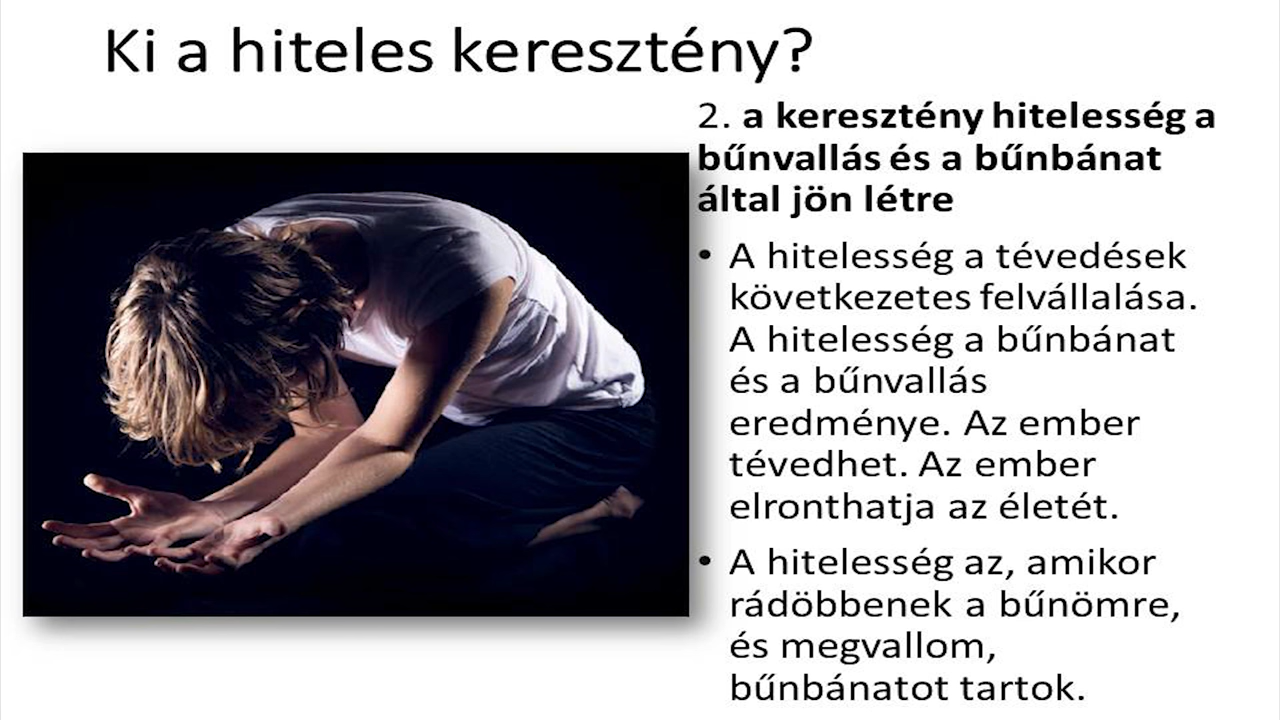 Ki a hiteles keresztény?
2. a keresztény hitelesség a
bűnvallás és a bűnbánat
által jön létre
• A hitelesség a tévedések
következetes felvállalása.
A hitelesség a bűnbánat
és a bűnvallás
eredménye. Az ember
tévedhet. Az ember
elronthatja az életét.
• A hitelesség az, amikor
rádöbbenek a bűnömre,
és megvallom,
bűnbánatot tartok.